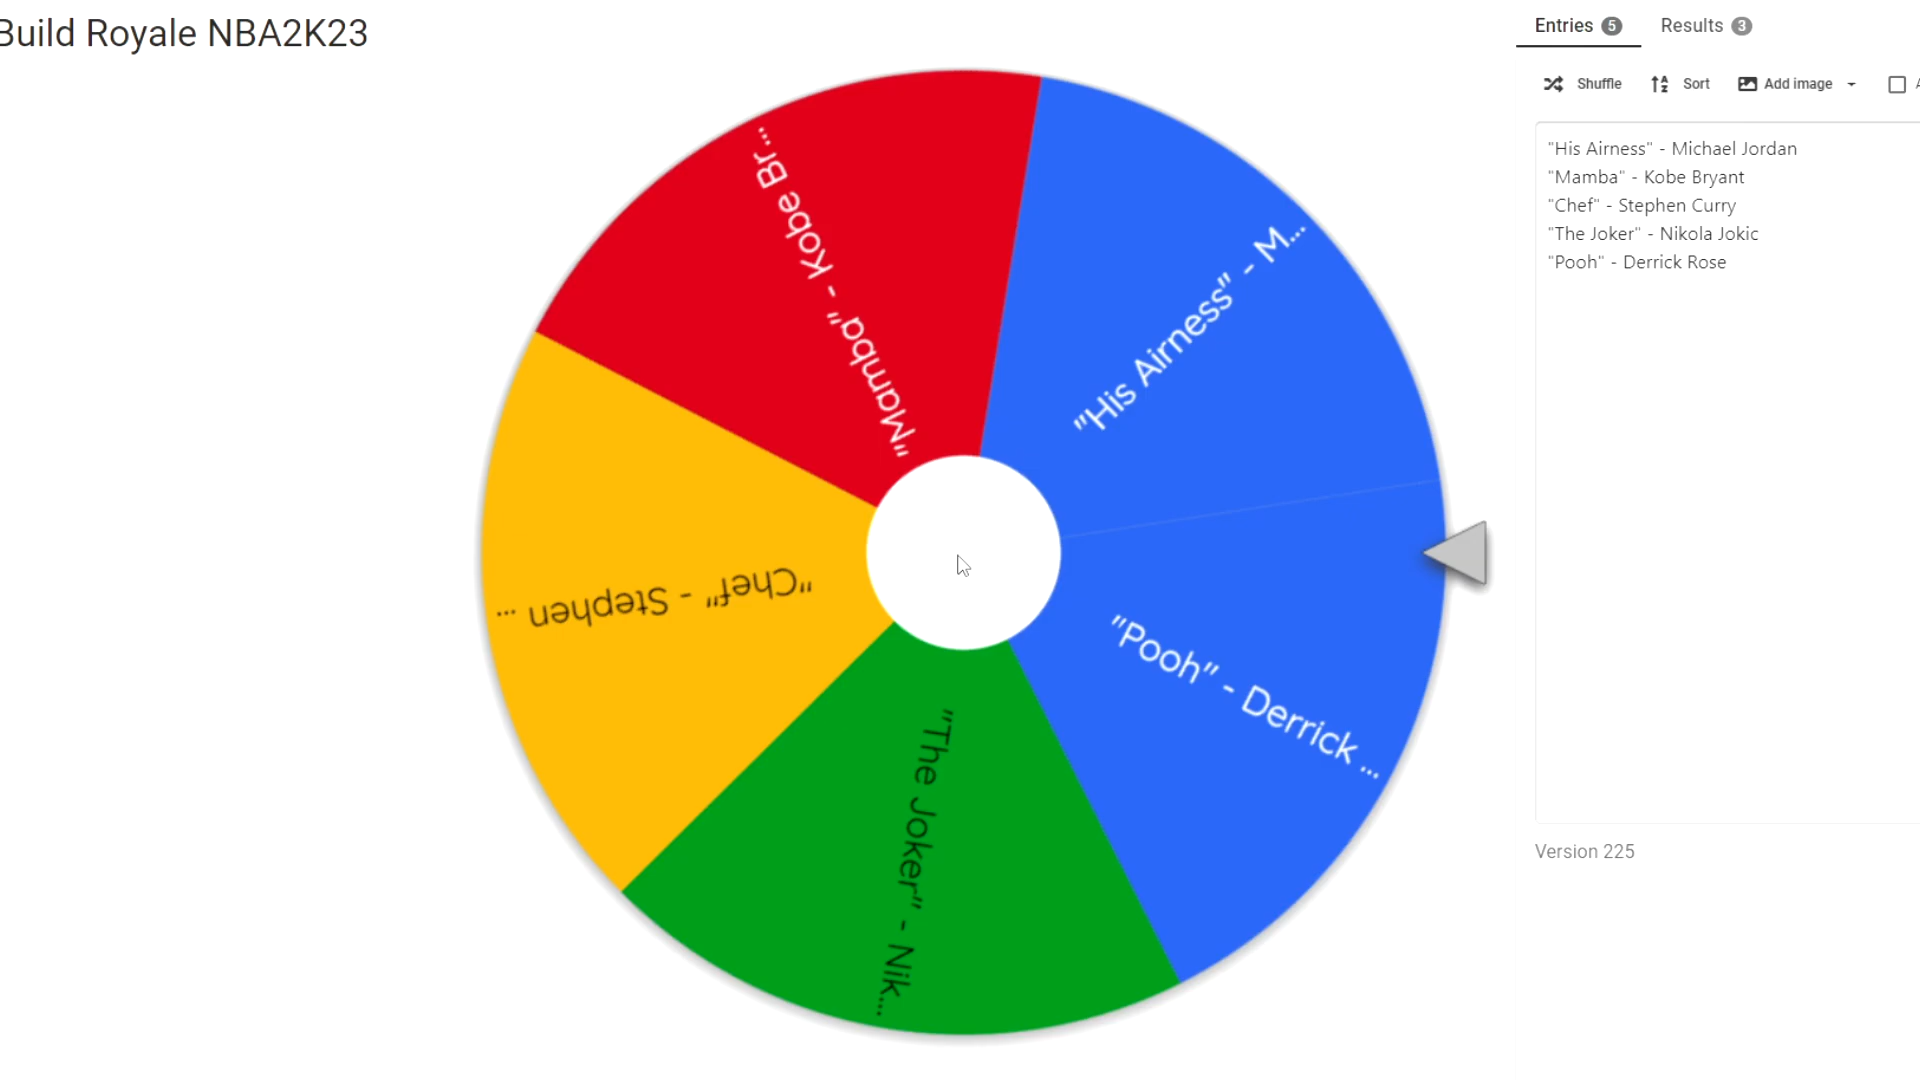 Build Royale NBA2K23
Entries 5
Results 3
Shuffle
Sort
Add image
"His Airness" - Michael Jordan
"Mamba" - Kobe Bryant
"Chef" - Stephen Curry
"The Joker" - Nikola Jokic
"Pooh" - Derrick Rose
Version 225
"Mamba" - Kobe Br...
"His Airness" - M...
"Chef" - Stephen ...
"Pooh" - Derrick ...
"The Joker" - Nik...